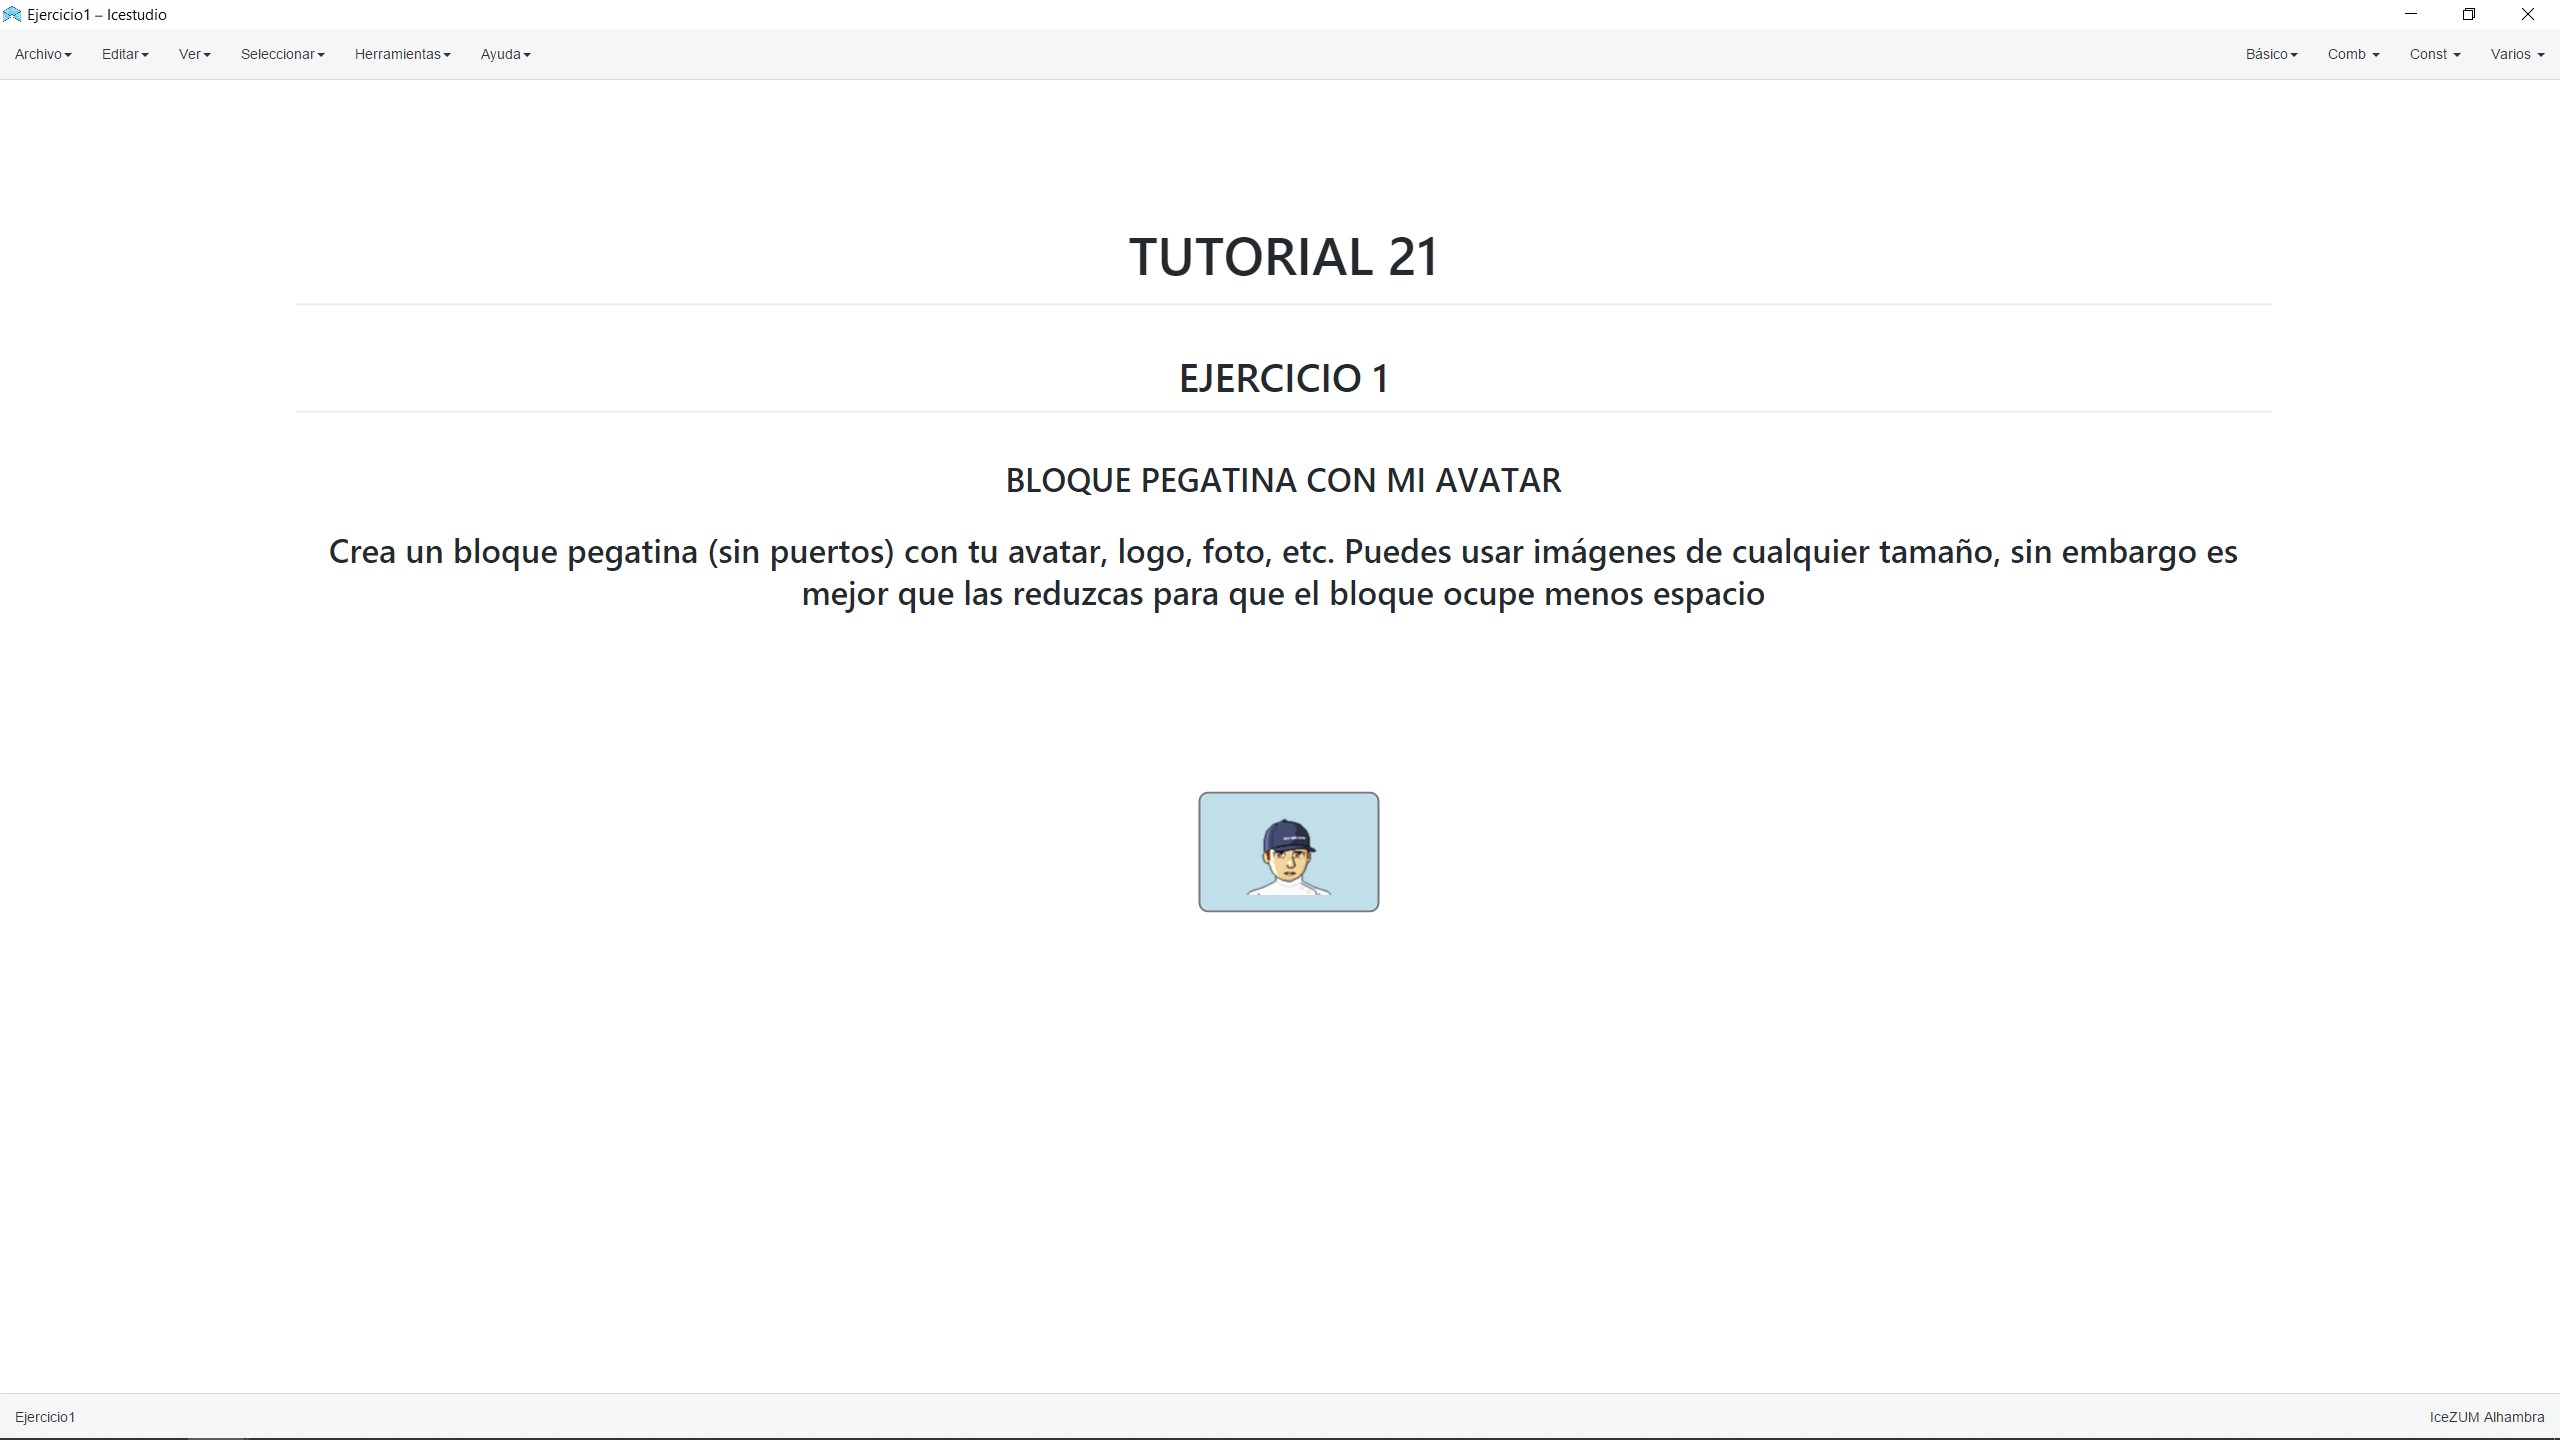 Ejercicio1 – Icestudio
Archivo Editar Ver Seleccionar Herramientas Ayuda Básico Comb Const Varios
TUTORIAL 21
EJERCICIO 1
BLOQUE PEGATINA CON MI AVATAR
Crea un bloque pegatina (sin puertos) con tu avatar, logo, foto, etc. Puedes usar imágenes de cualquier tamaño, sin embargo es
mejor que las reduzcas para que el bloque ocupe menos espacio
Ejercicio1 IceZUM Alhambra